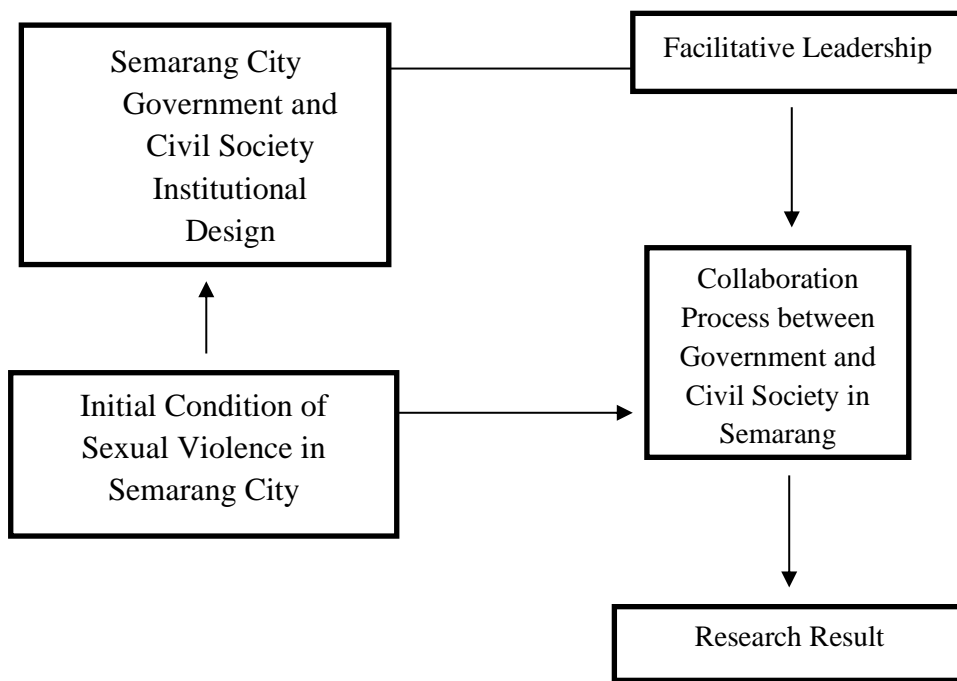 Semarang City
Government and
Civil Society
Institutional
Design
Facilitative Leadership
Initial Condition of
Sexual Violence in
Semarang City
Collaboration
Process between
Government and
Civil Society in
Semarang
Research Result